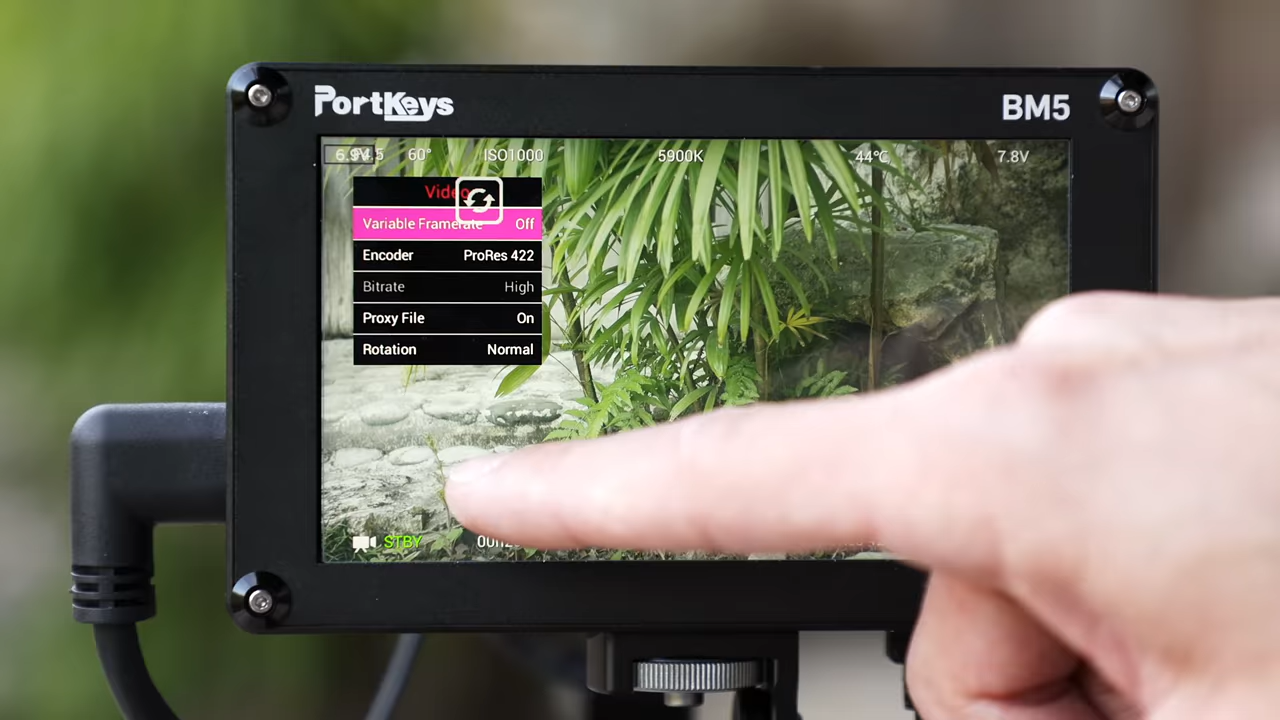 PortKeys
BM5
60° ISO1000 5900K 44°C 7.8V
Video
Variable Framerate Off
Encoder ProRes 422
Bitrate High
Proxy File On
Rotation Normal
STBY